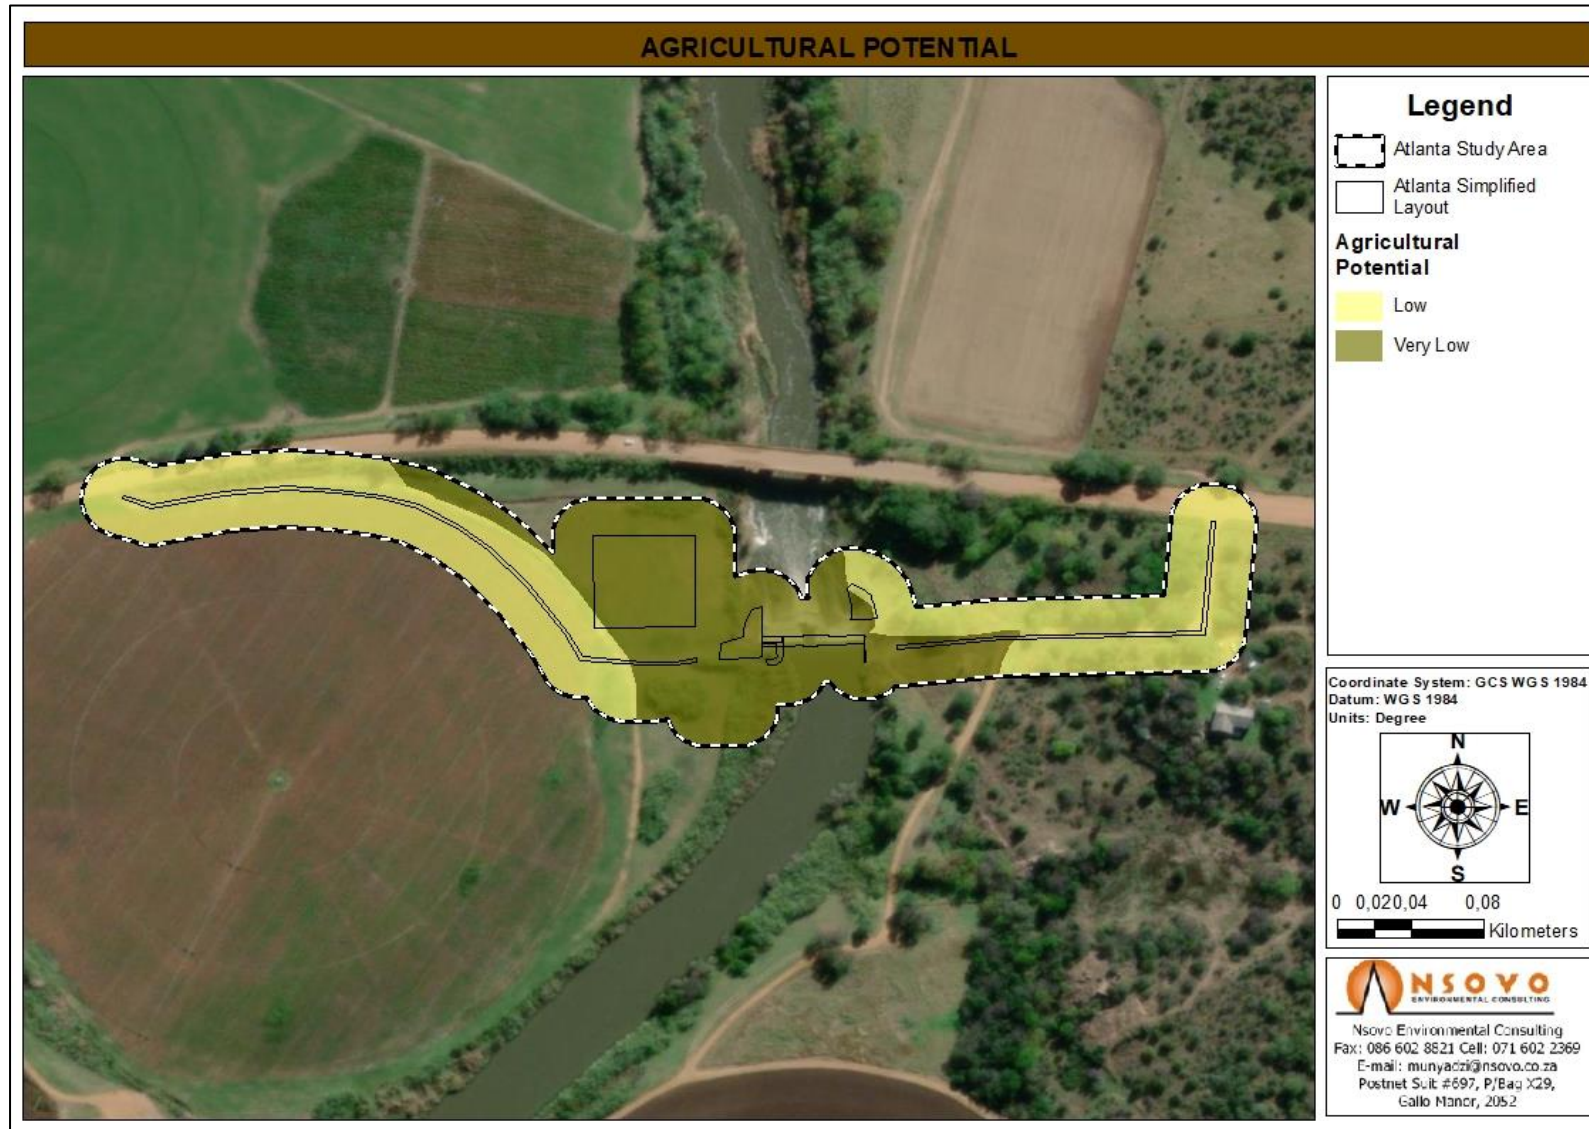 AGRICULTURAL POTENTIAL
Legend
Atlanta Study Area
Atlanta Simplified
Layout
Agricultural
Potential
Low
Very Low
Coordinate System: GCS WGS 1984
Datum: WGS 1984
Units: Degree
N
W E
S
0 0,020,04 0,08
Kilometers
NSOVO
ENVIRONMENTAL CONSULTING
Nsovo Environmental Consulting
Fax: 086 602 8821 Cell: 071 602 2369
E-mail: munyadzi@nsovo.co.za
Postnet Suit #697, P/Bag X29,
Gallo Manor, 2052